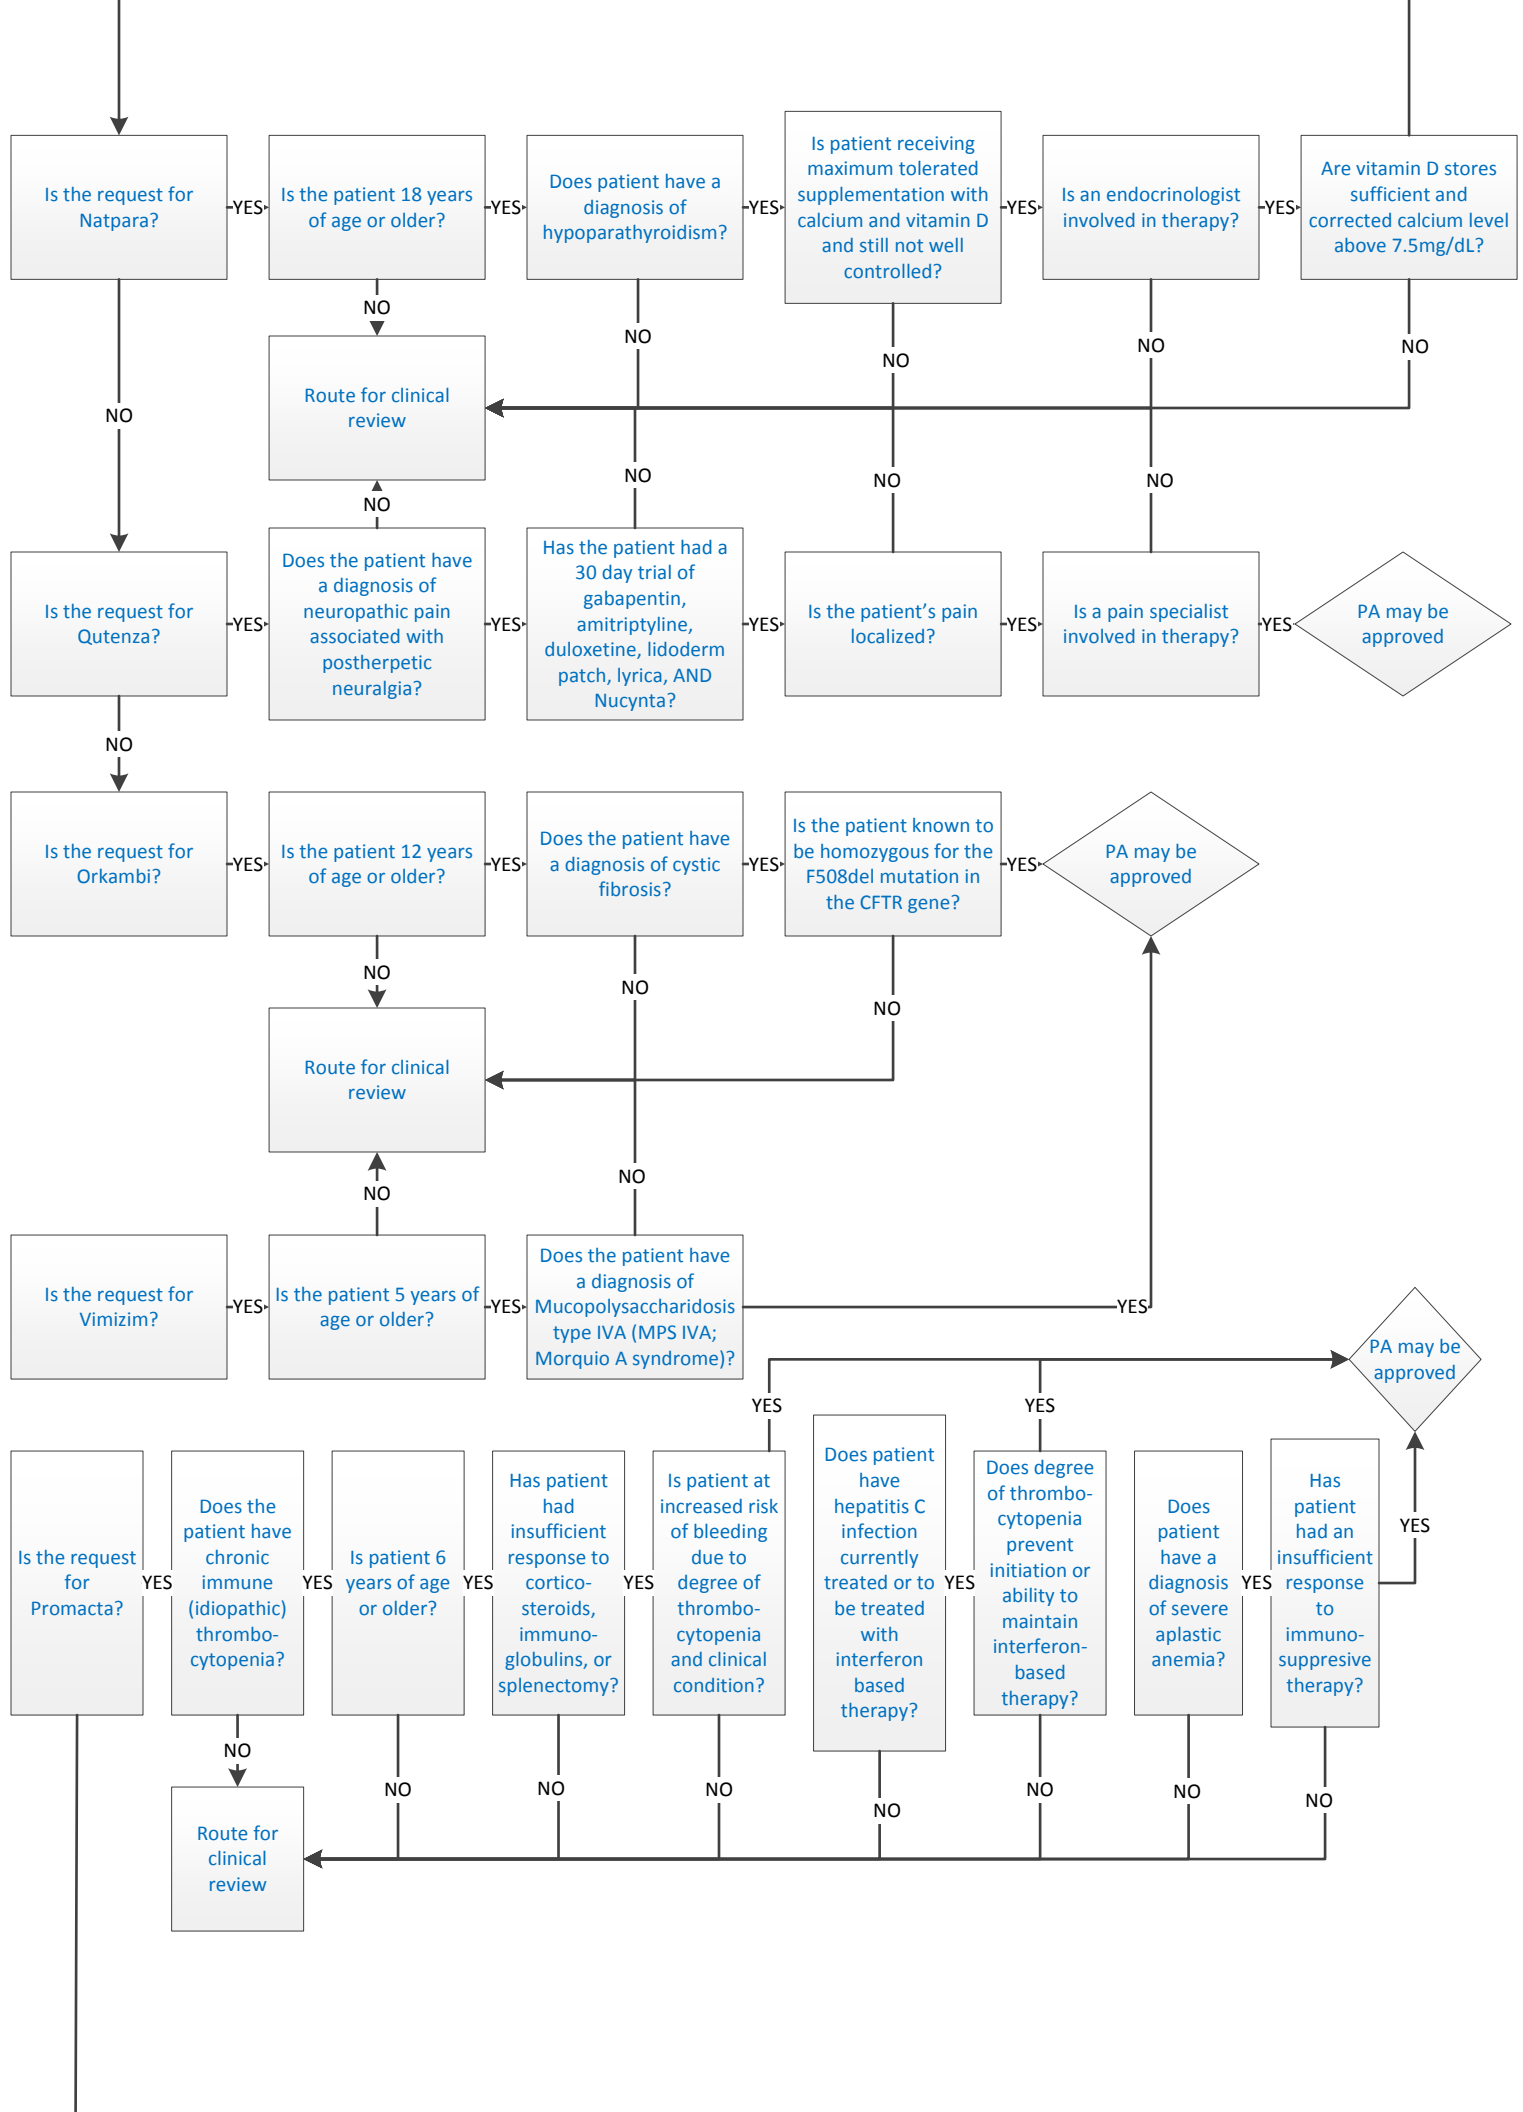 Is the request for
Natpara?
YES
Is the patient 18 years
of age or older?
YES
Does patient have a
diagnosis of
hypoparathyroidism?
YES
Is patient receiving
maximum tolerated
supplementation with
calcium and vitamin D
and still not well
controlled?
YES
Is an endocrinologist
involved in therapy?
YES
Are vitamin D stores
sufficient and
corrected calcium level
above 7.5mg/dL?
NO
NO
NO
NO
NO
NO
Route for clinical
review
NO
NO
NO
NO
Is the request for
Qutenza?
YES
Does the patient have
a diagnosis of
neuropathic pain
associated with
postherpetic
neuralgia?
YES
Has the patient had a
30 day trial of
gabapentin,
amitriptyline,
duloxetine, lidoderm
patch, lyrica, AND
Nucynta?
YES
Is the patient’s pain
localized?
YES
Is a pain specialist
involved in therapy?
YES
PA may be
approved
NO
Is the request for
Orkambi?
YES
Is the patient 12 years
of age or older?
YES
Does the patient have
a diagnosis of cystic
fibrosis?
YES
Is the patient known to
be homozygous for the
F508del mutation in
the CFTR gene?
YES
PA may be
approved
NO
NO
NO
Route for clinical
review
NO
NO
Is the request for
Vimizim?
YES
Is the patient 5 years of
age or older?
YES
Does the patient have
a diagnosis of
Mucopolysaccharidosis
type IVA (MPS IVA;
Morquio A syndrome)?
YES
PA may be
approved
YES
YES
Is the request
for
Promacta?
YES
Does the
patient have
chronic
immune
(idiopathic)
thrombo-
cytopenia?
YES
Is patient 6
years of age
or older?
YES
Has patient
had
insufficient
response to
cortico-
steroids,
immuno-
globulins, or
splenectomy?
YES
Is patient at
increased risk
of bleeding
due to
degree of
thrombo-
cytopenia
and clinical
condition?
Does patient
have
hepatitis C
infection
currently
treated or to
be treated
with
interferon
based
therapy?
YES
Does degree
of thrombo-
cytopenia
prevent
initiation or
ability to
maintain
interferon-
based
therapy?
Does
patient
have a
diagnosis
of severe
aplastic
anemia?
YES
Has
patient
had an
insufficient
response
to
immuno-
suppresive
therapy?
YES
NO
NO
NO
NO
NO
NO
NO
NO
Route for
clinical
review